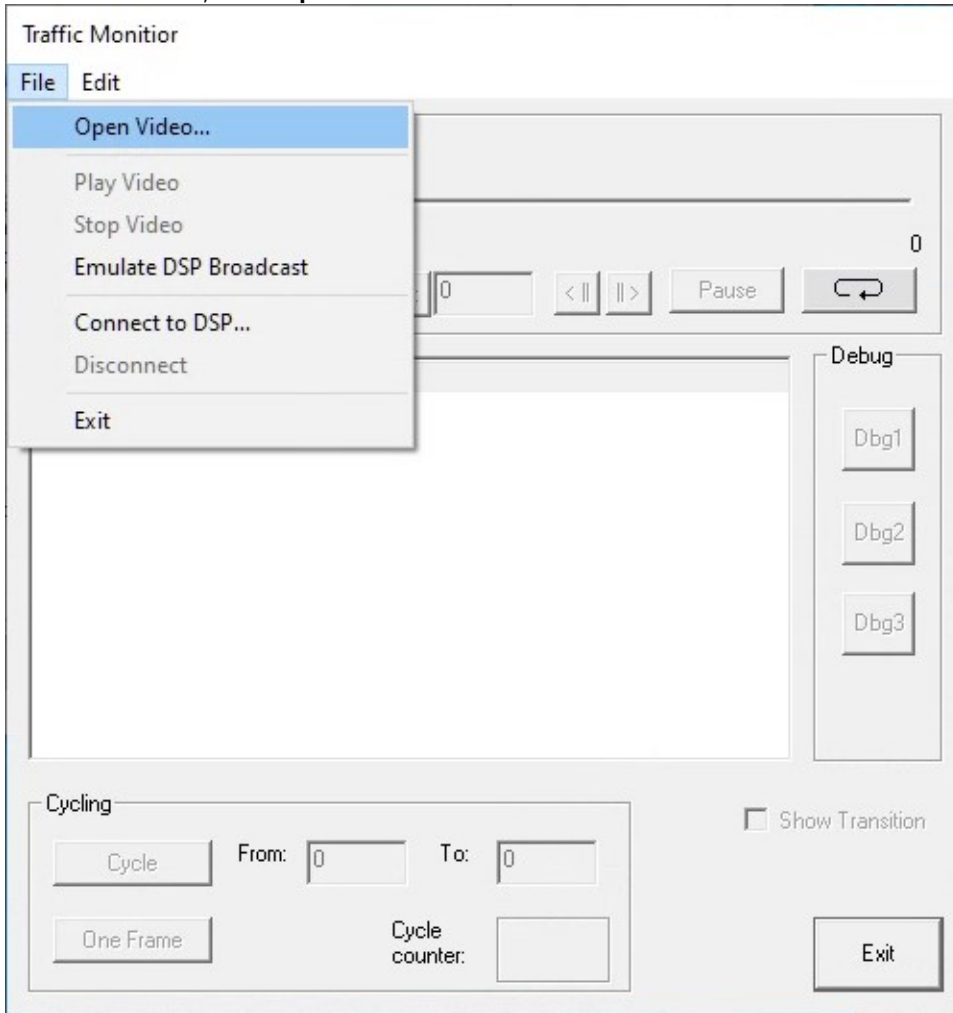 Traffic Monitior
File Edit
Open Video...
Play Video
Stop Video
Emulate DSP Broadcast
Connect to DSP...
Disconnect
Exit
0
0 <|| ||> Pause
Debug
Dbg1
Dbg2
Dbg3
Cycling
Cycle From: 0 To: 0
One Frame Cycle
counter:
Show Transition
Exit